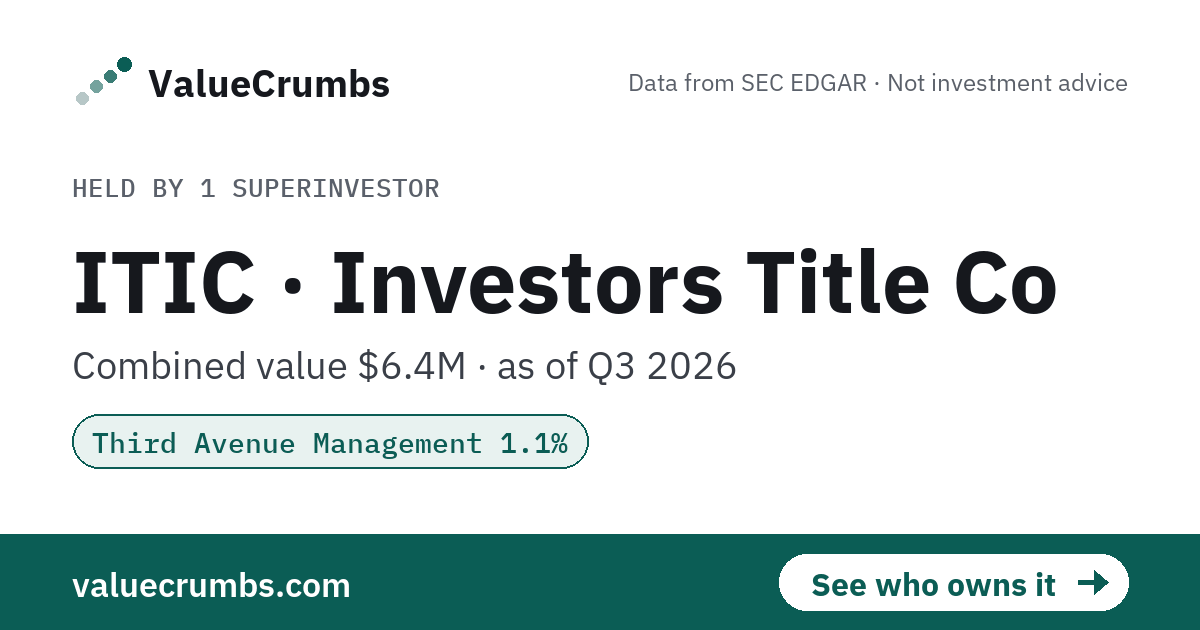 ValueCrumbs
Data from SEC EDGAR · Not investment advice
HELD BY 1 SUPERINVESTOR
ITIC · Investors Title Co
Combined value $6.4M · as of Q3 2026
Third Avenue Management 1.1%
valuecrumbs.com
See who owns it →